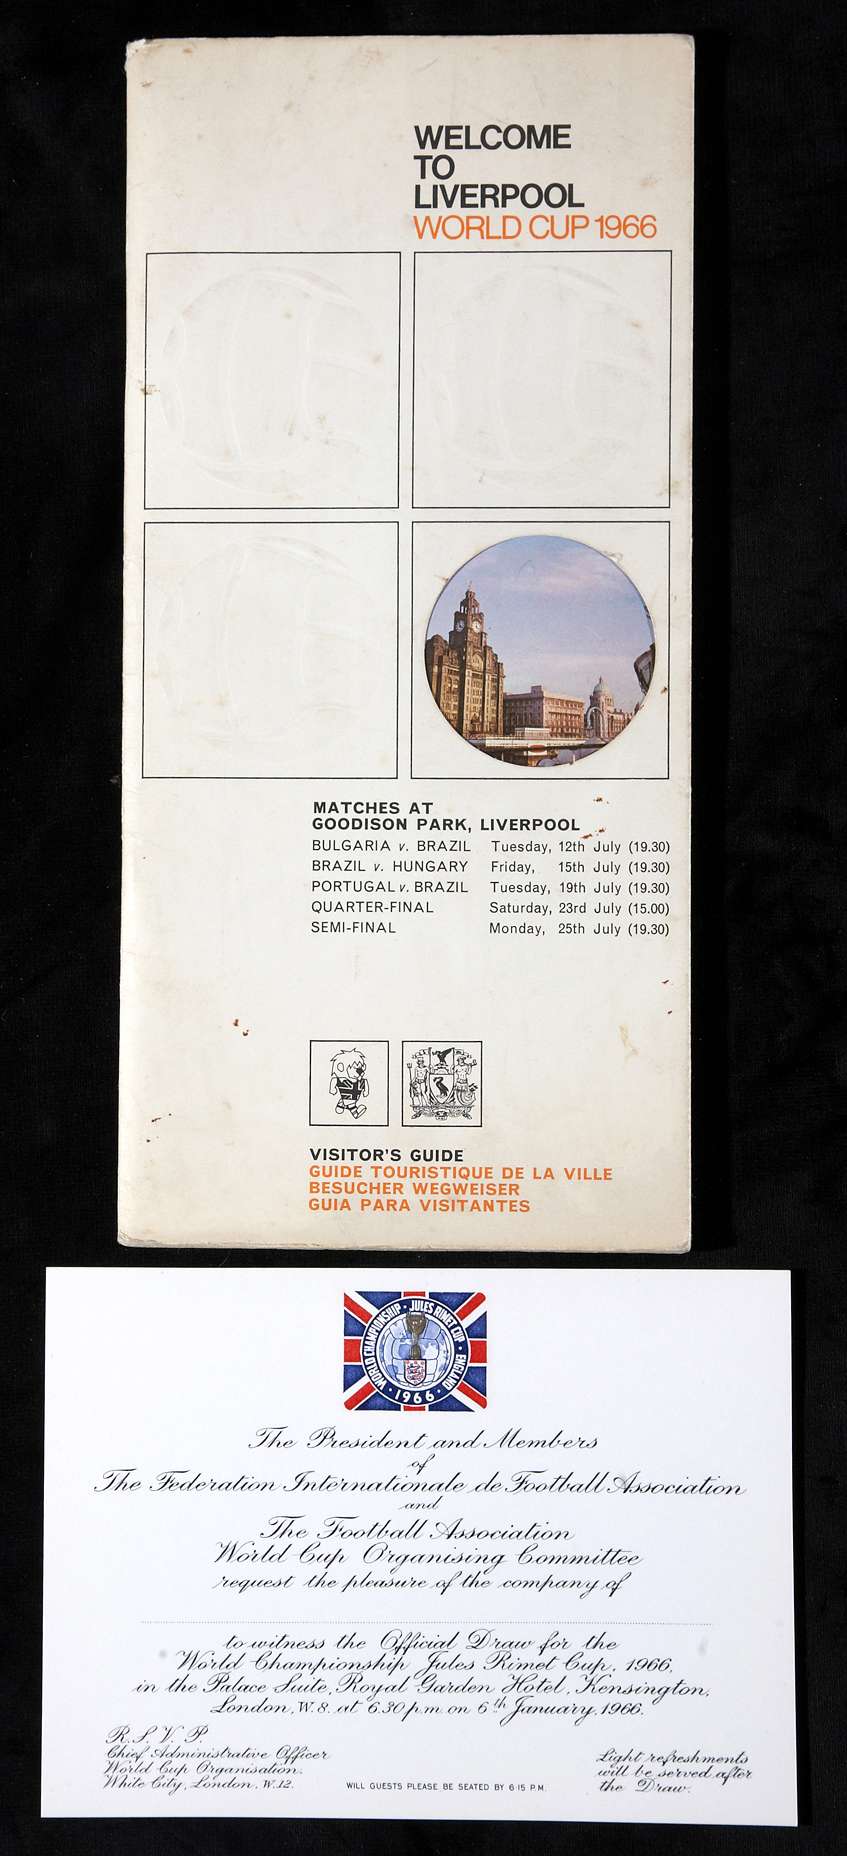 WELCOME
TO
LIVERPOOL
WORLD CUP 1966
MATCHES AT
GOODISON PARK, LIVERPOOL
BULGARIA v. BRAZIL Tuesday, 12th July (19.30)
BRAZIL v. HUNGARY Friday, 15th July (19.30)
PORTUGAL v. BRAZIL Tuesday, 19th July (19.30)
QUARTER-FINAL Saturday, 23rd July (15.00)
SEMI-FINAL Monday, 25th July (19.30)
VISITOR'S GUIDE
GUIDE TOURISTIQUE DE LA VILLE
BESUCHER WEGWEISER
GUIA PARA VISITANTES
WORLD CHAMPIONSHIP · JULES RIMET CUP · ENGLAND
· 1966 ·
The President and Members
of
The Federation Internationale de Football Association
and
The Football Association
World Cup Organising Committee
request the pleasure of the company of
to witness the Official Draw for the
World Championship Jules Rimet Cup, 1966,
in the Palace Suite, Royal Garden Hotel, Kensington,
London, W.8. at 6.30 p.m. on 6th January, 1966.
R.S.V.P.
Chief Administrative Officer
World Cup Organisation,
White City, London, W.12.
WILL GUESTS PLEASE BE SEATED BY 6·15 P.M.
Light refreshments
will be served after
the Draw.